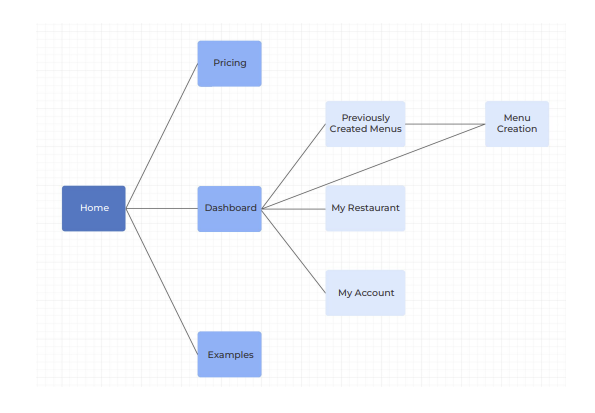 Pricing
Previously
Created Menus
Menu
Creation
Home
Dashboard
My Restaurant
My Account
Examples